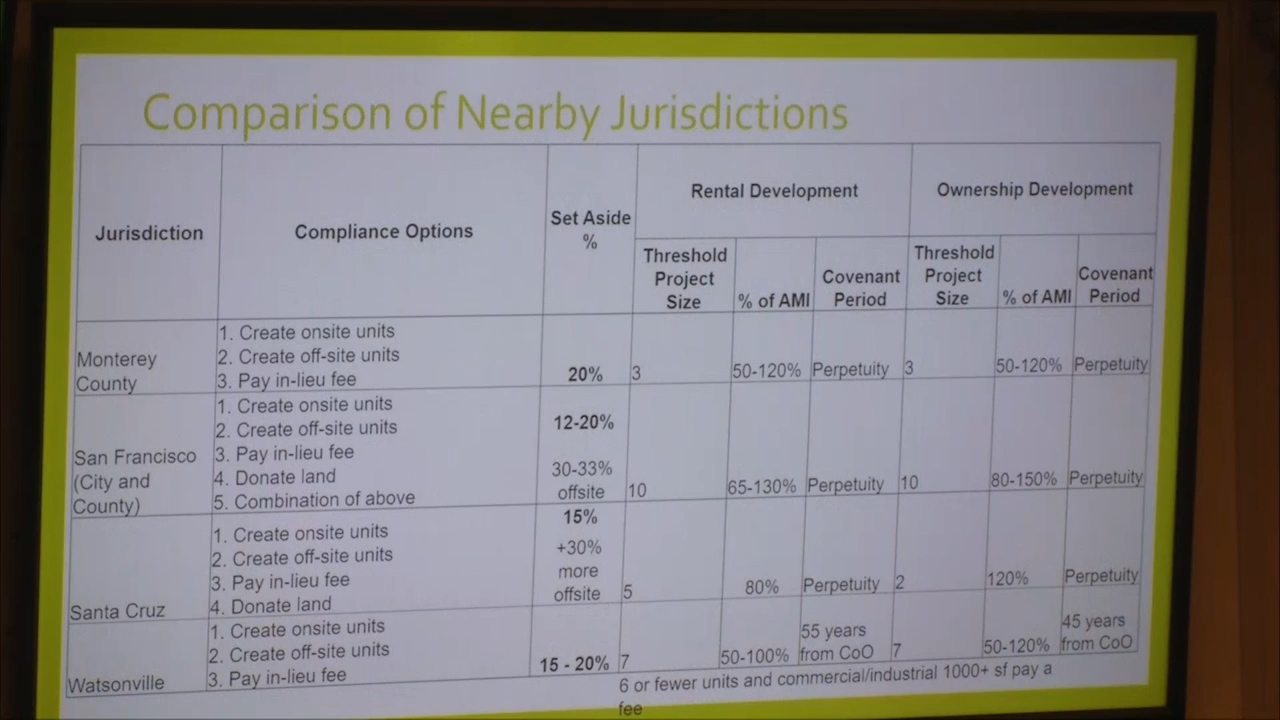 Comparison of Nearby Jurisdictions
Jurisdiction
Compliance Options
Set Aside
%
Rental Development
Ownership Development
Threshold
Project
Size
% of AMI
Covenant
Period
Threshold
Project
Size
% of AMI
Covenant
Period
Monterey
County
1. Create onsite units
2. Create off-site units
3. Pay in-lieu fee
20%
3
50-120%
Perpetuity
3
50-120%
Perpetuity
San Francisco
(City and
County)
1. Create onsite units
2. Create off-site units
3. Pay in-lieu fee
4. Donate land
5. Combination of above
12-20%
30-33%
offsite
10
65-130%
Perpetuity
10
80-150%
Perpetuity
Santa Cruz
1. Create onsite units
2. Create off-site units
3. Pay in-lieu fee
4. Donate land
15%
+30%
more
offsite
5
80%
Perpetuity
2
120%
Perpetuity
Watsonville
1. Create onsite units
2. Create off-site units
3. Pay in-lieu fee
15 - 20%
7
50-100%
55 years
from CoO
7
50-120%
45 years
from CoO
6 or fewer units and commercial/industrial 1000+ sf pay a
fee